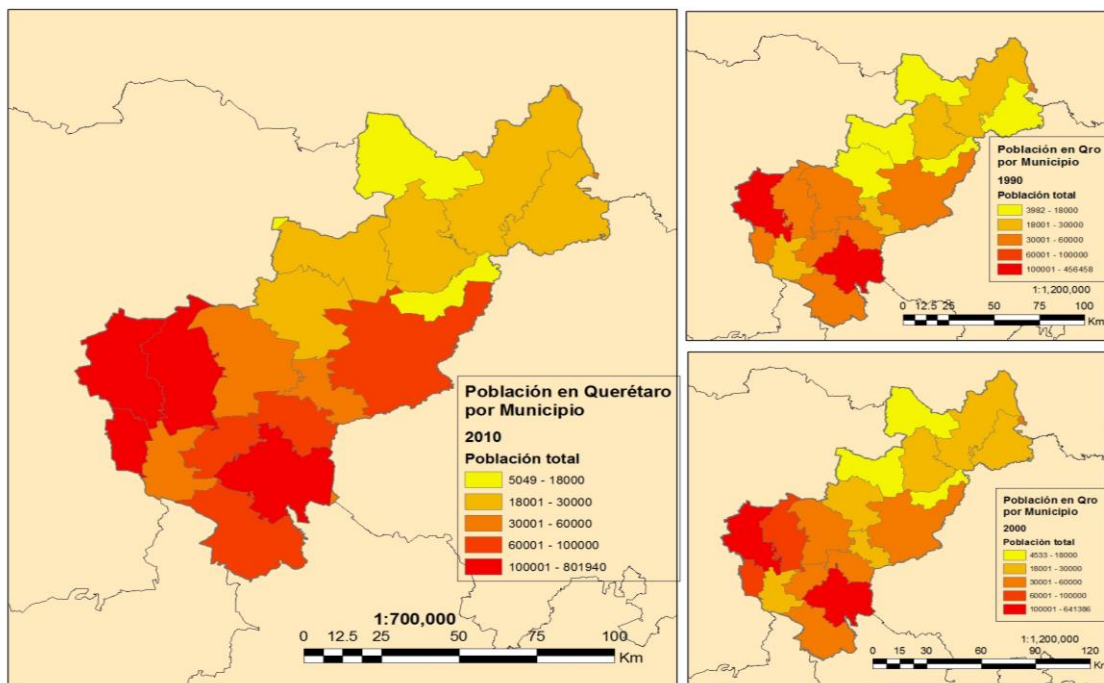 Población en Querétaro
por Municipio
2010
Población total
5049 - 18000
18001 - 30000
30001 - 60000
60001 - 100000
100001 - 801940
1:700,000
0 12.5 25 50 75 100
Km
Población en Qro
por Municipio
1990
Población total
3982 - 18000
18001 - 30000
30001 - 60000
60001 - 100000
100001 - 456458
1:1,200,000
0 12.5 25 50 75 100
Km
Población en Qro
por Municipio
2000
Población total
4533 - 18000
18001 - 30000
30001 - 60000
60001 - 100000
100001 - 641386
1:1,200,000
0 15 30 60 90 120
Km